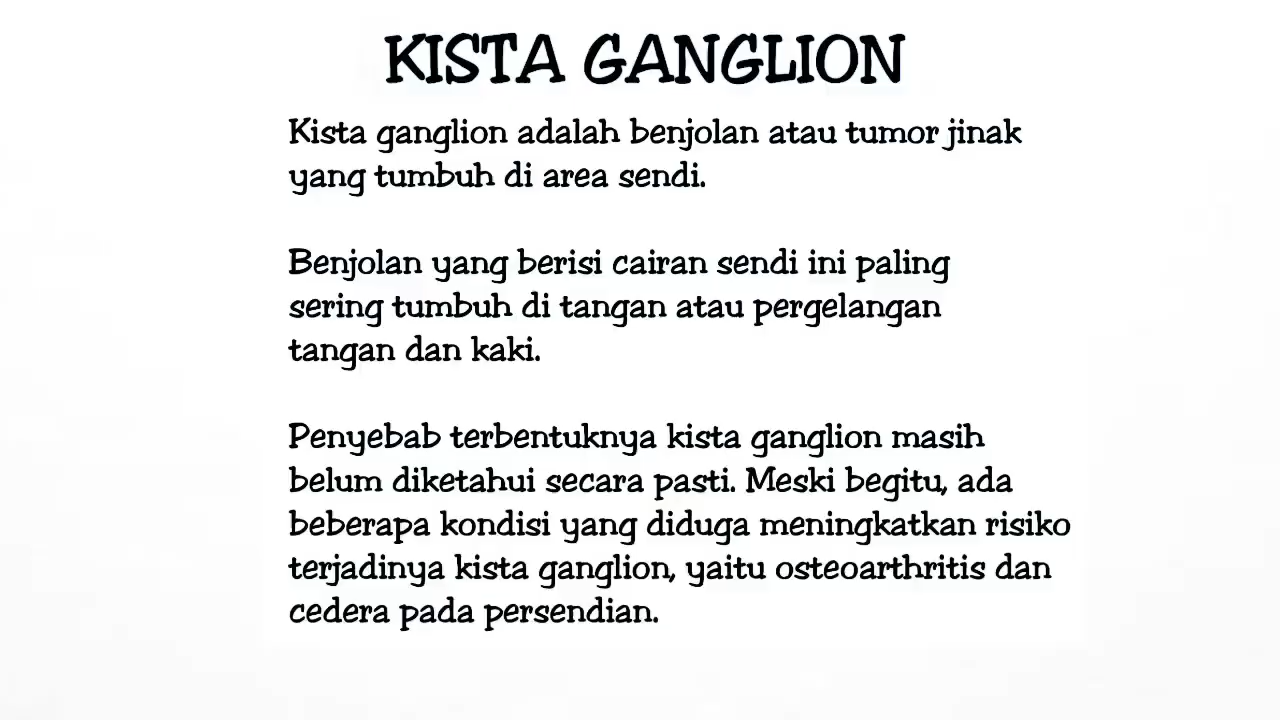 KISTA GANGLION
Kista ganglion adalah benjolan atau tumor jinak
yang tumbuh di area sendi.
Benjolan yang berisi cairan sendi ini paling
sering tumbuh di tangan atau pergelangan
tangan dan kaki.
Penyebab terbentuknya kista ganglion masih
belum diketahui secara pasti. Meski begitu, ada
beberapa kondisi yang diduga meningkatkan risiko
terjadinya kista ganglion, yaitu osteoarthritis dan
cedera pada persendian.